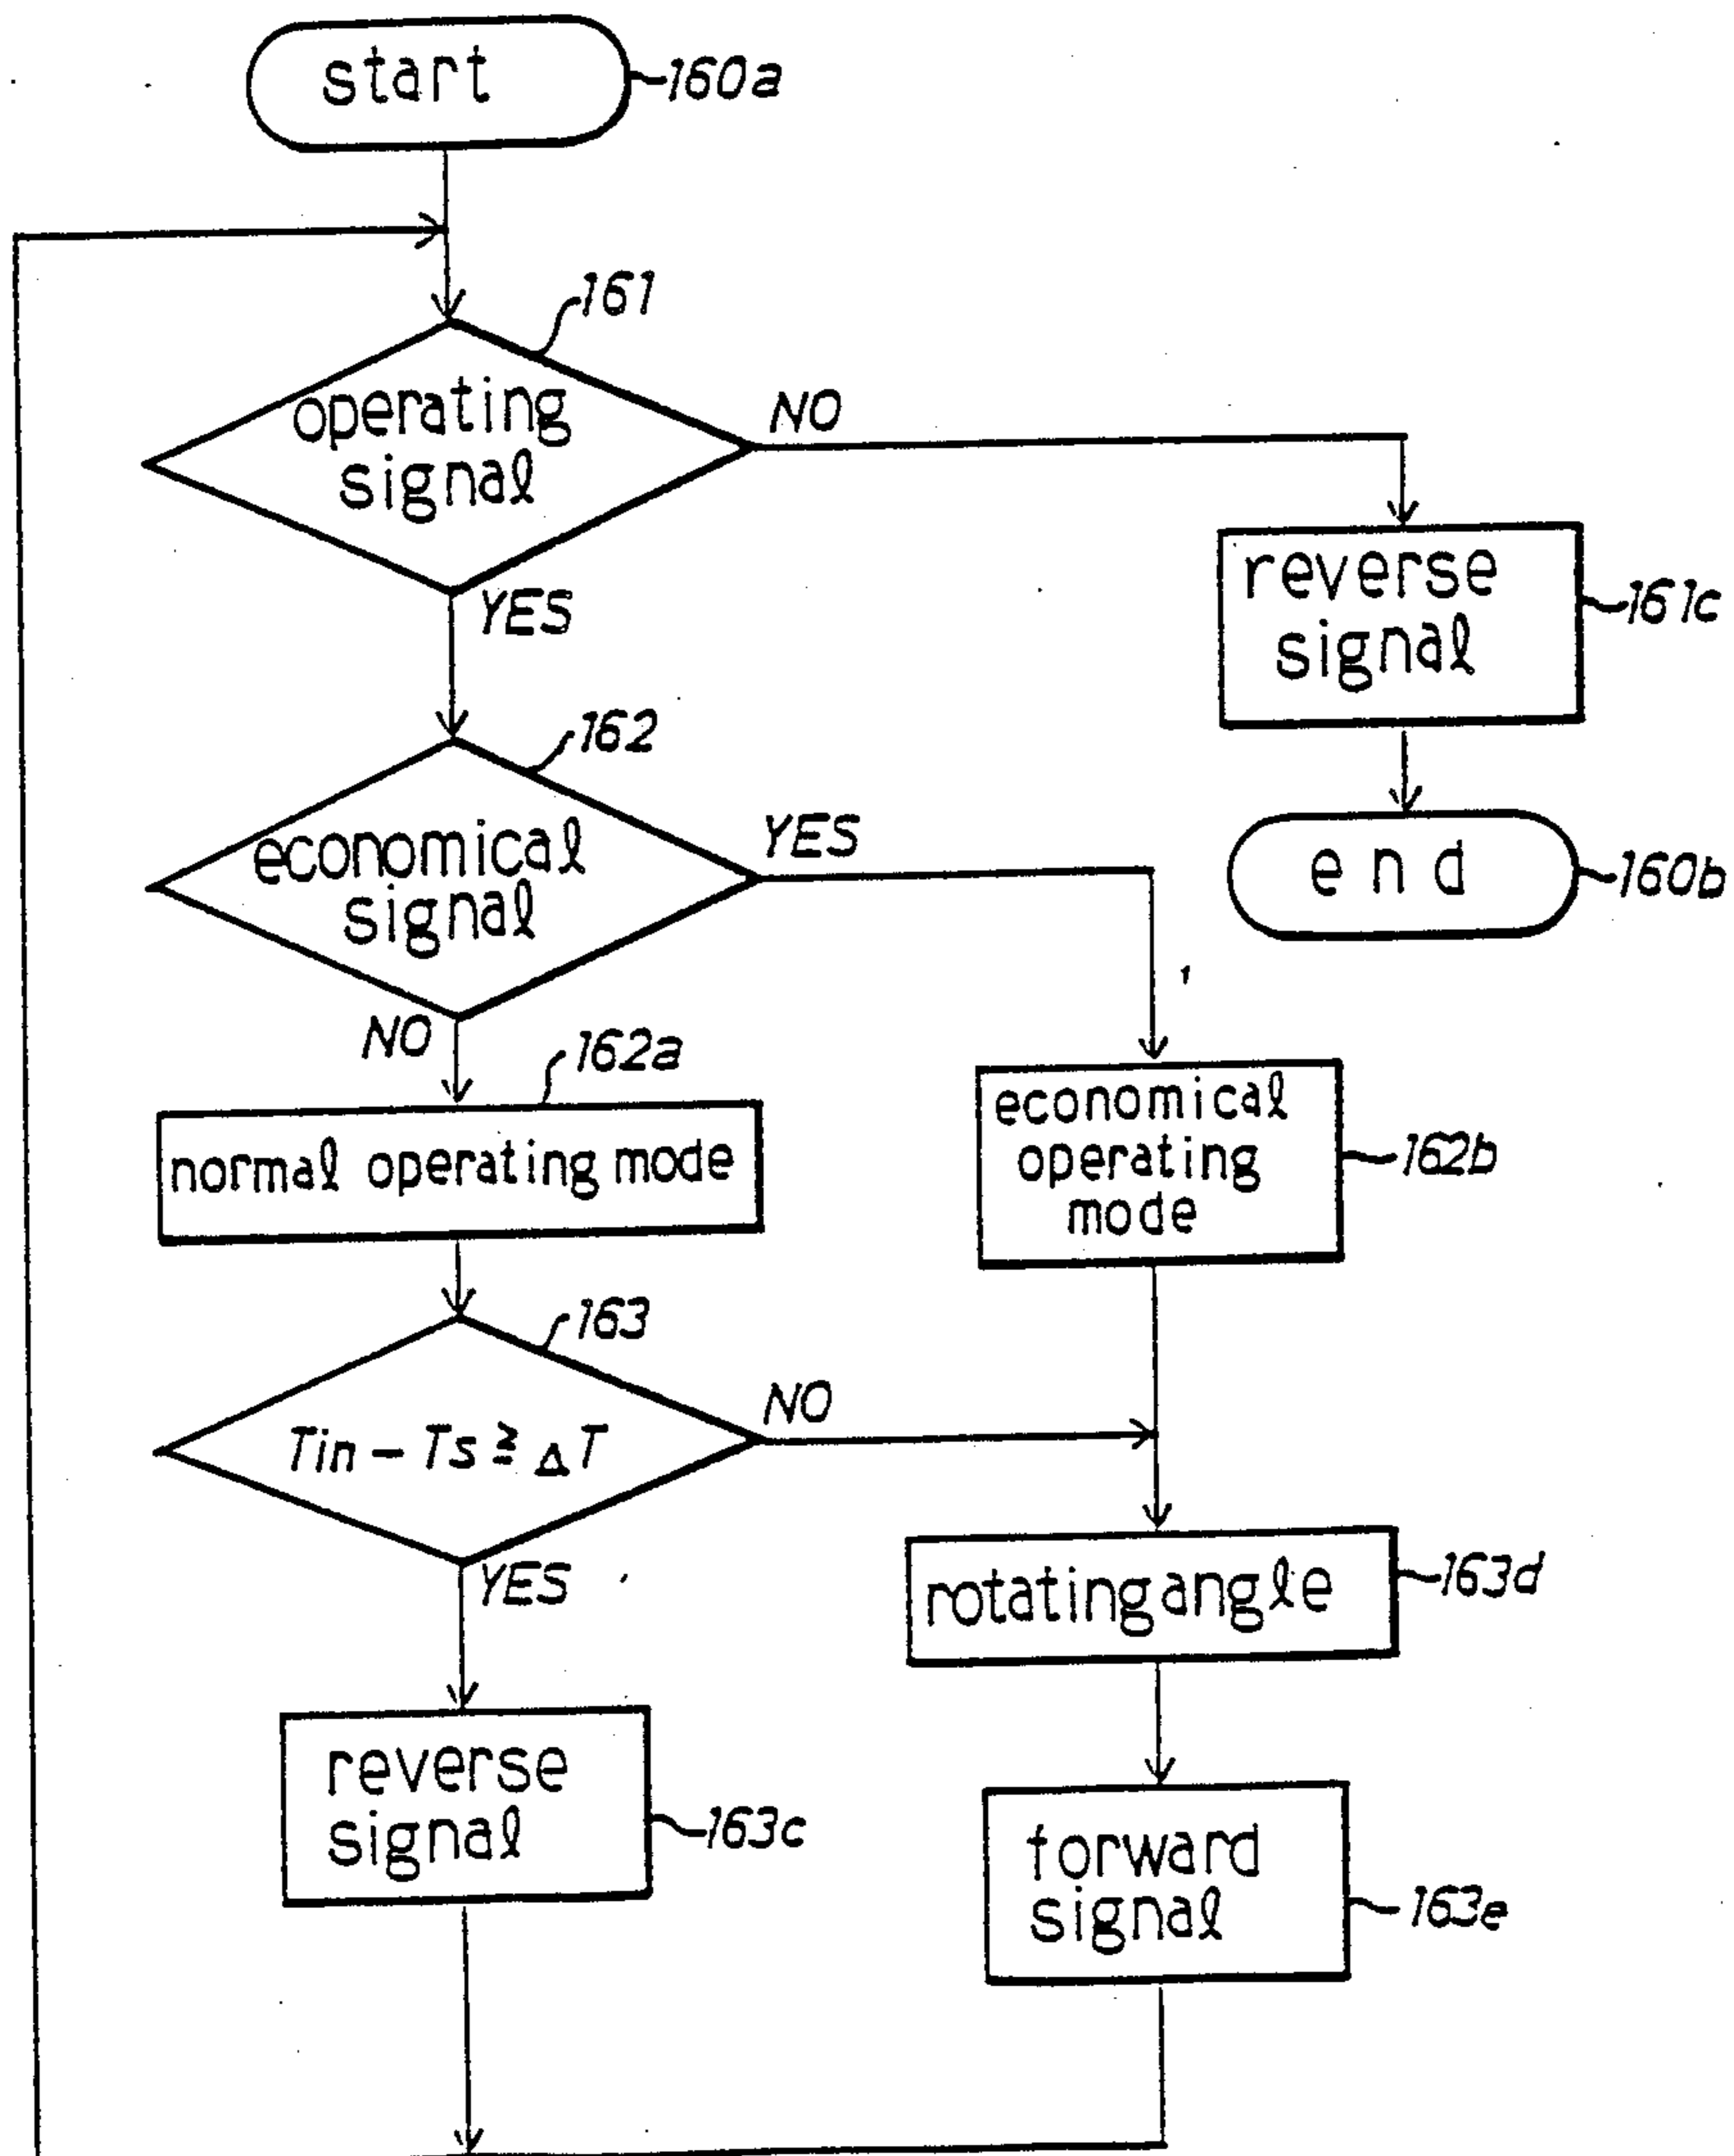 start
160a
161
operating
signal
NO
YES
reverse
signal
161c
162
economical
signal
YES
NO
end
160b
162a
normal operating mode
economical
operating
mode
162b
163
Tin - Ts ≧ ΔT
NO
YES
rotating angle
163d
reverse
signal
163c
forward
signal
163e